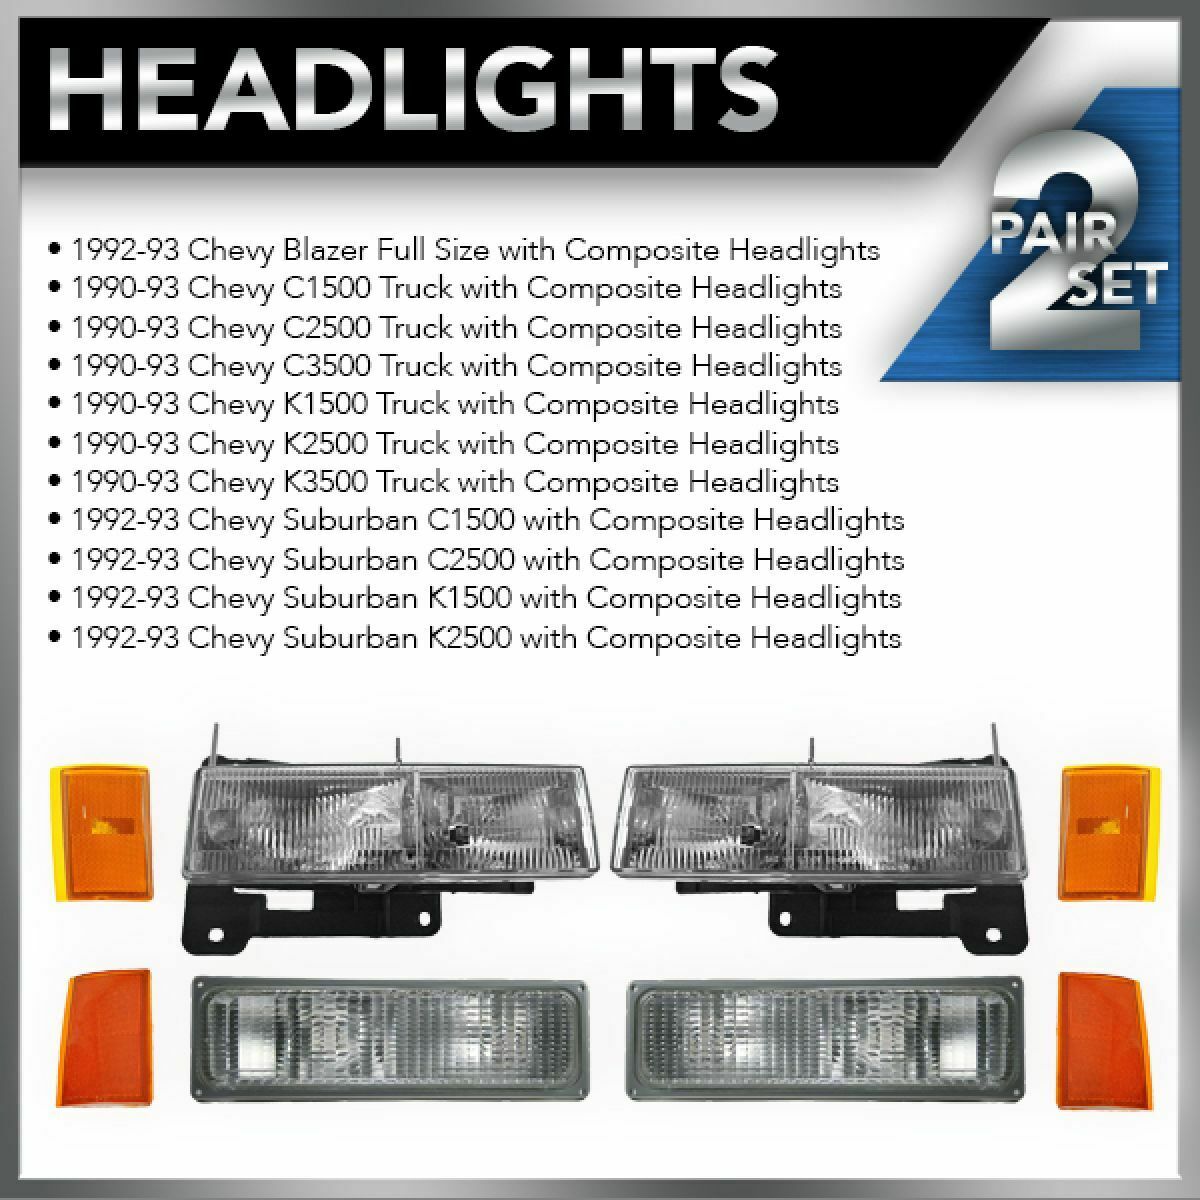 HEADLIGHTS
2
PAIR
SET
• 1992-93 Chevy Blazer Full Size with Composite Headlights
• 1990-93 Chevy C1500 Truck with Composite Headlights
• 1990-93 Chevy C2500 Truck with Composite Headlights
• 1990-93 Chevy C3500 Truck with Composite Headlights
• 1990-93 Chevy K1500 Truck with Composite Headlights
• 1990-93 Chevy K2500 Truck with Composite Headlights
• 1990-93 Chevy K3500 Truck with Composite Headlights
• 1992-93 Chevy Suburban C1500 with Composite Headlights
• 1992-93 Chevy Suburban C2500 with Composite Headlights
• 1992-93 Chevy Suburban K1500 with Composite Headlights
• 1992-93 Chevy Suburban K2500 with Composite Headlights